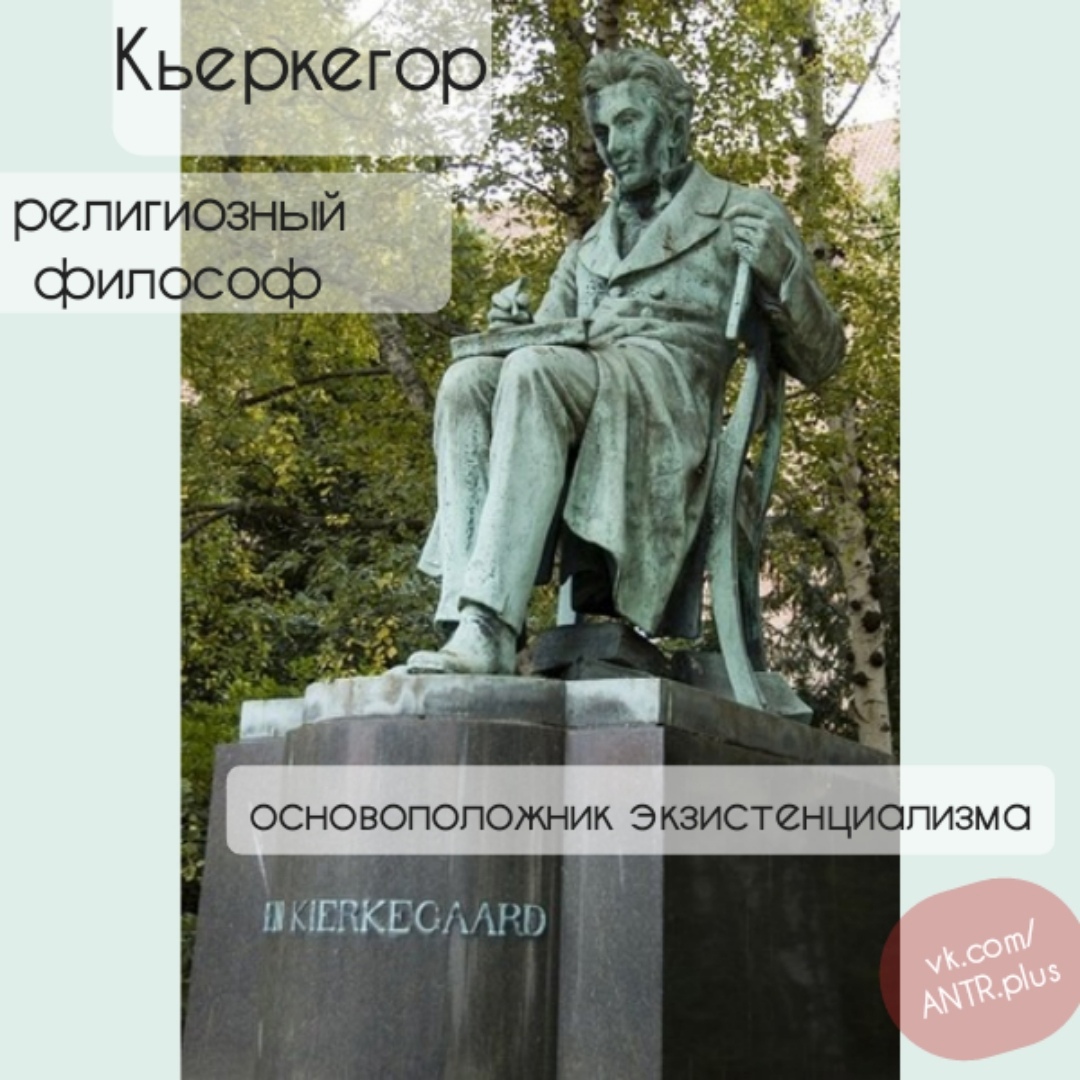 Кьеркегор
религиозный
философ
основоположник экзистенциализма
KIERKEGAARD
vk.com/
ANTR.plus